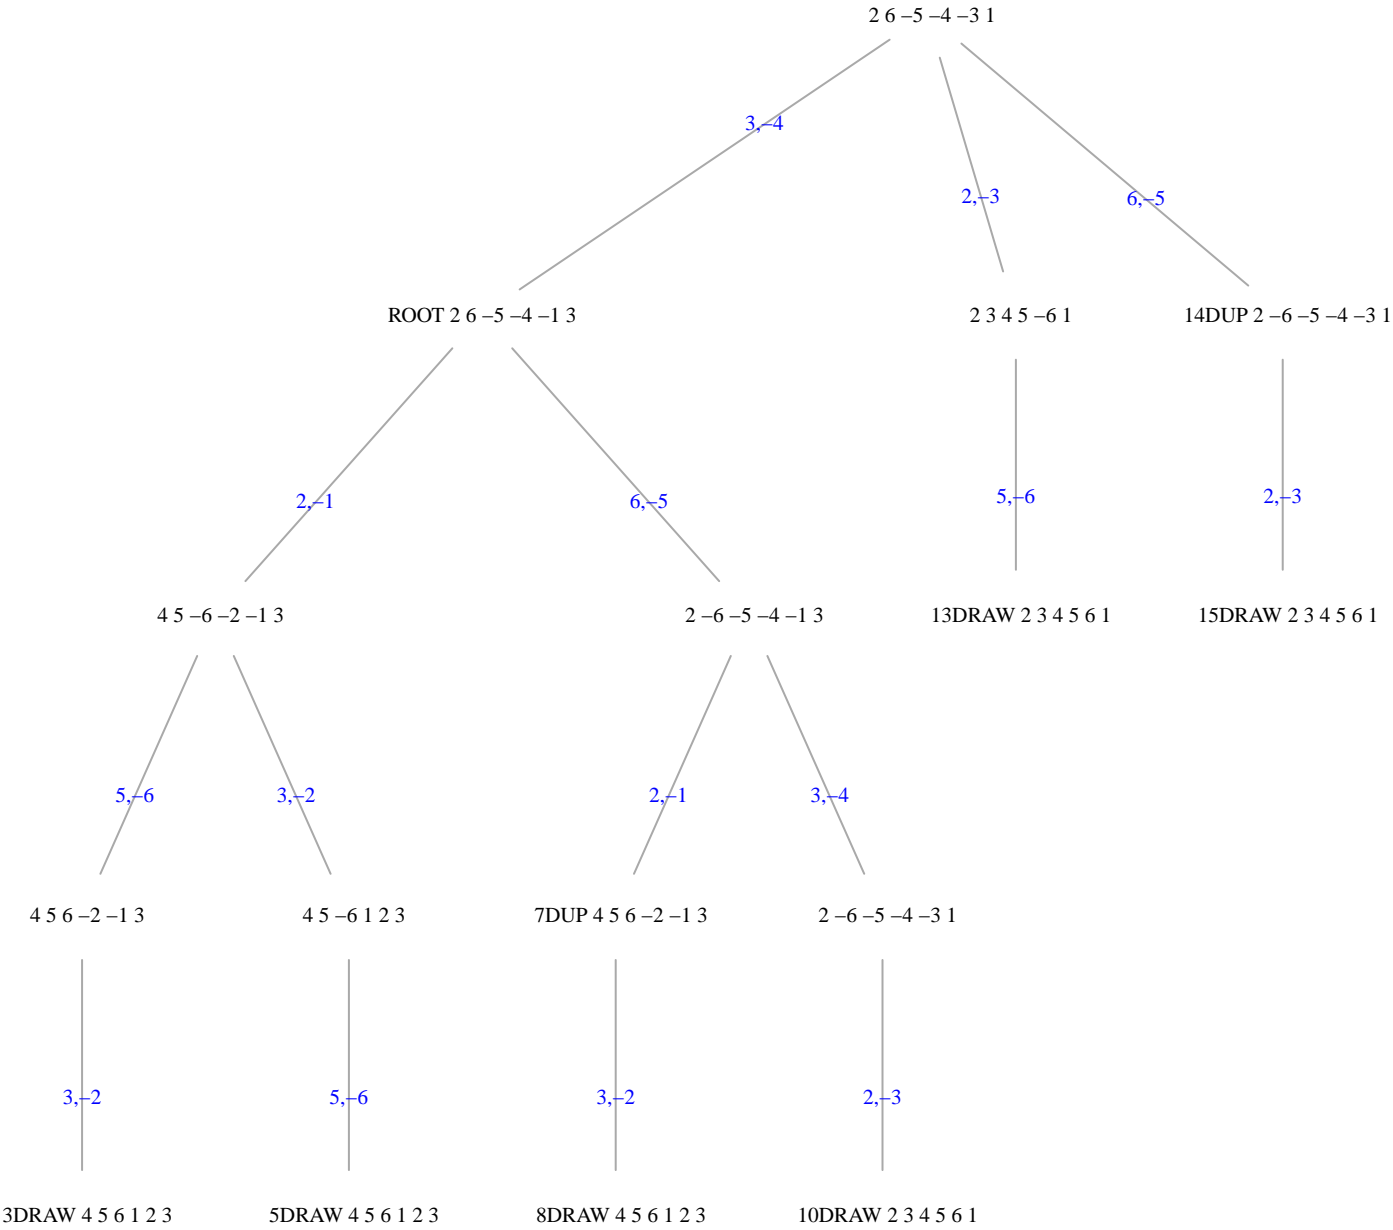 2 6 –5 –4 –3 1
3,–4
2,–3
6,–5
ROOT 2 6 –5 –4 –1 3
2 3 4 5 –6 1
14DUP 2 –6 –5 –4 –3 1
2,–1
6,–5
5,–6
2,–3
4 5 –6 –2 –1 3
2 –6 –5 –4 –1 3
13DRAW 2 3 4 5 6 1
15DRAW 2 3 4 5 6 1
5,–6
3,–2
2,–1
3,–4
4 5 6 –2 –1 3
4 5 –6 1 2 3
7DUP 4 5 6 –2 –1 3
2 –6 –5 –4 –3 1
3,–2
5,–6
3,–2
2,–3
3DRAW 4 5 6 1 2 3
5DRAW 4 5 6 1 2 3
8DRAW 4 5 6 1 2 3
10DRAW 2 3 4 5 6 1